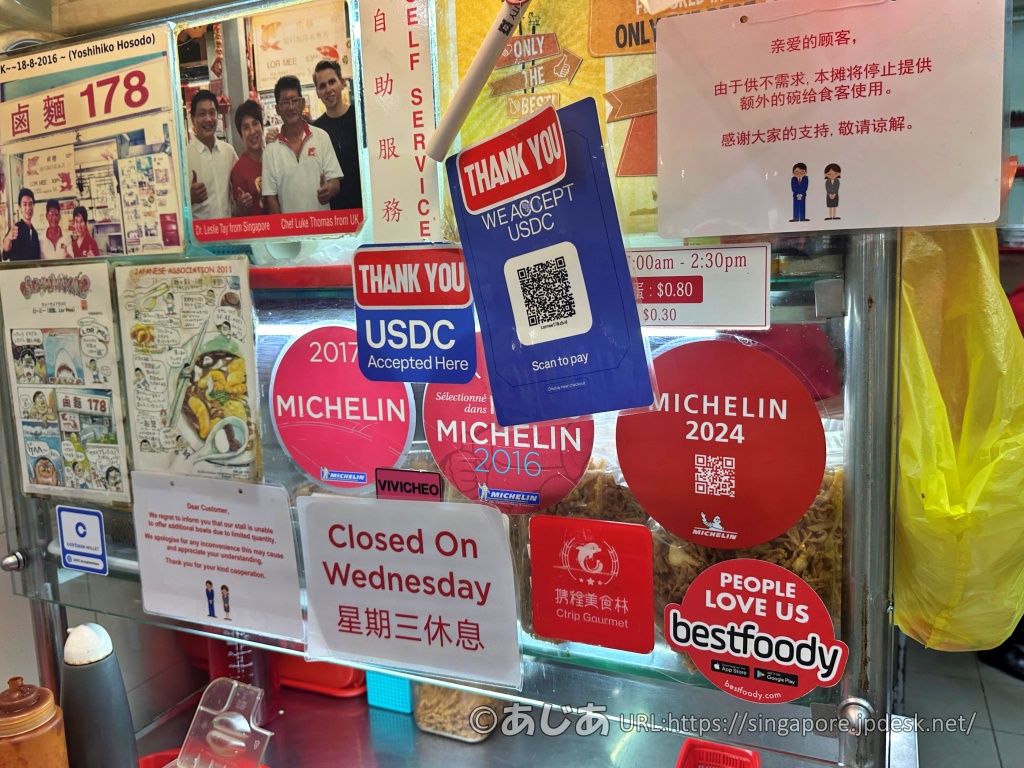 K~~18-8-2016 ~ (Yoshihiko Hosodo)
鹵麵 178
LOR MEE
Dr. Leslie Tay from Singapore
Chef Luke Thomas from UK
自助服務
SELF SERVICE
ONLY
THE
BEST!
ONLY
亲爱的顾客，
由于供不需求, 本摊将停止提供
额外的碗给食客使用。
感谢大家的支持, 敬请谅解。
THANK YOU
WE ACCEPT
USDC
Scan to pay
THANK YOU
USDC
Accepted Here
:00am - 2:30pm
: $0.80
$0.30
JAPANESE ASSOCIATION 2011
鹵麵 178
2017
MICHELIN
MICHELIN
Sélectionné
dans
MICHELIN
2016
MICHELIN
MICHELIN
2024
MICHELIN
VIVICHEO
Dear Customer,
We regret to inform you that our stall is unable
to offer additional bowls due to limited quantity.
We apologise for any inconvenience this may cause
and appreciate your understanding.
Thank you for your kind cooperation.
Closed On
Wednesday
星期三休息
携程美食林
Ctrip Gourmet
PEOPLE
LOVE US
bestfoody
App Store
Google Play
bestfoody.com
©あじあ URL:https://singapore.jpdesk.net/